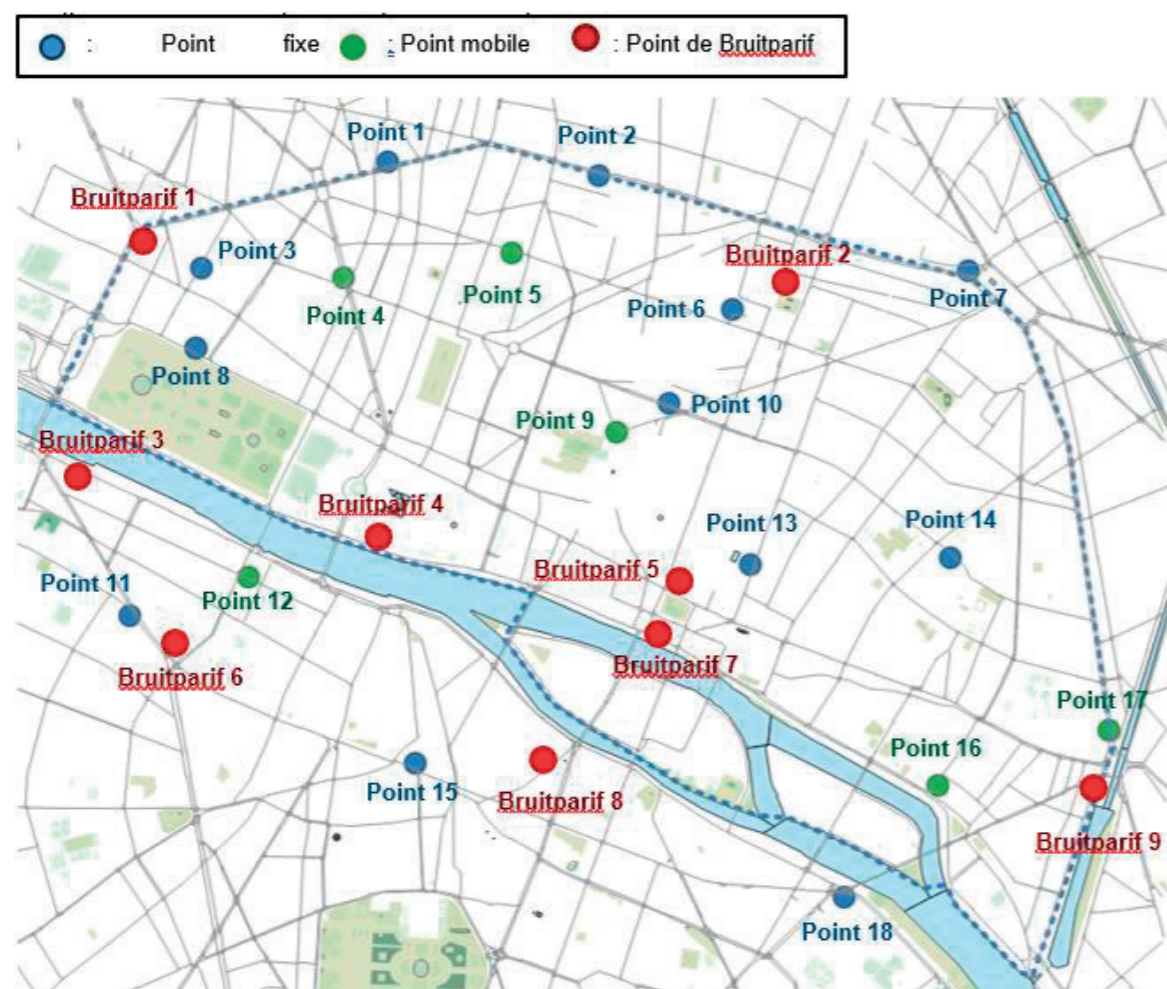 : Point fixe : Point mobile : Point de Bruitparif
Point 1
Point 2
Bruitparif 1
Point 3
Bruitparif 2
Point 5
Point 7
Point 4
Point 6
Point 8
Point 10
Point 9
Bruitparif 3
Bruitparif 4
Point 13
Point 14
Bruitparif 5
Point 11
Point 12
Bruitparif 7
Bruitparif 6
Point 17
Point 16
Point 15
Bruitparif 8
Bruitparif 9
Point 18